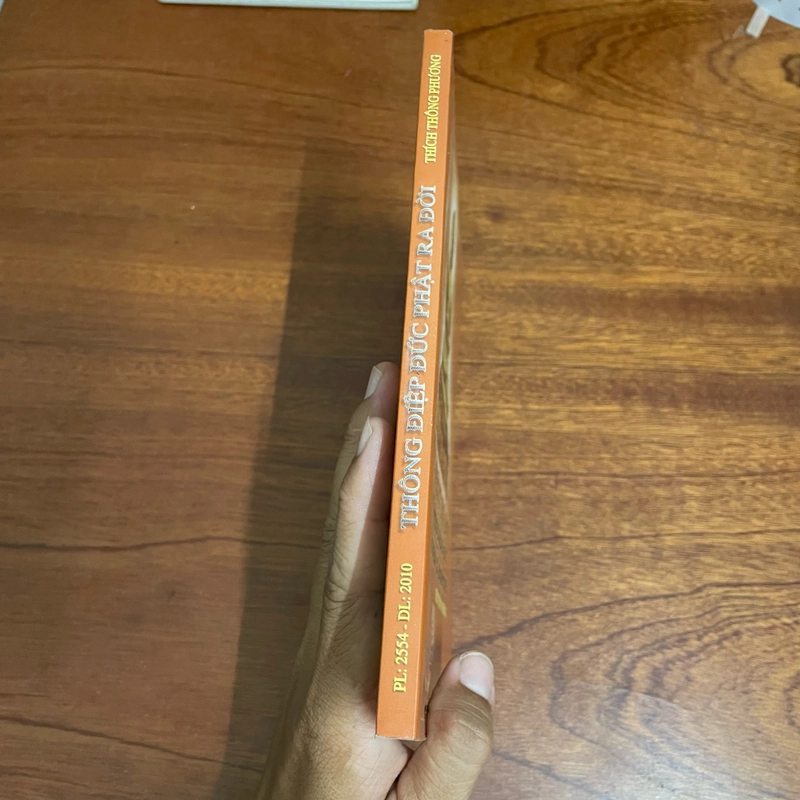 PL: 2554 - DL: 2010
THÔNG ĐIỆP ĐỨC PHẬT RA ĐỜI
THÍCH THÔNG PHƯƠNG